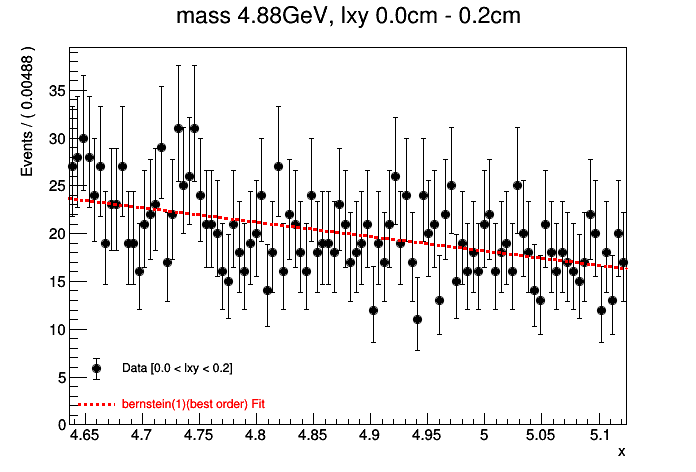 mass 4.88GeV, lxy 0.0cm - 0.2cm
Events / ( 0.00488 )
35
30
25
20
15
10
5
0
Data [0.0 < lxy < 0.2]
bernstein(1)(best order) Fit
4.65 4.7 4.75 4.8 4.85 4.9 4.95 5 5.05 5.1
x